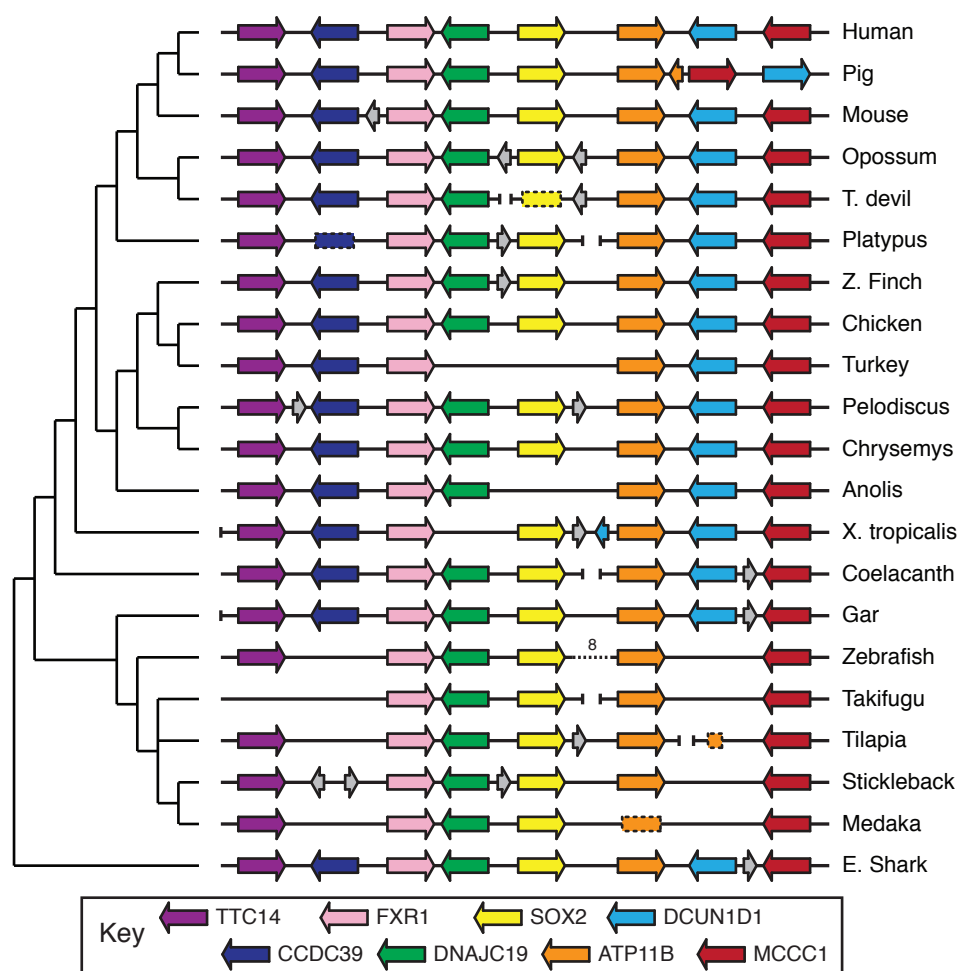 Human
Pig
Mouse
Opossum
T. devil
Platypus
Z. Finch
Chicken
Turkey
Pelodiscus
Chrysemys
Anolis
X. tropicalis
Coelacanth
Gar
8
Zebrafish
Takifugu
Tilapia
Stickleback
Medaka
E. Shark
Key
TTC14 FXR1 SOX2 DCUN1D1
CCDC39 DNAJC19 ATP11B MCCC1